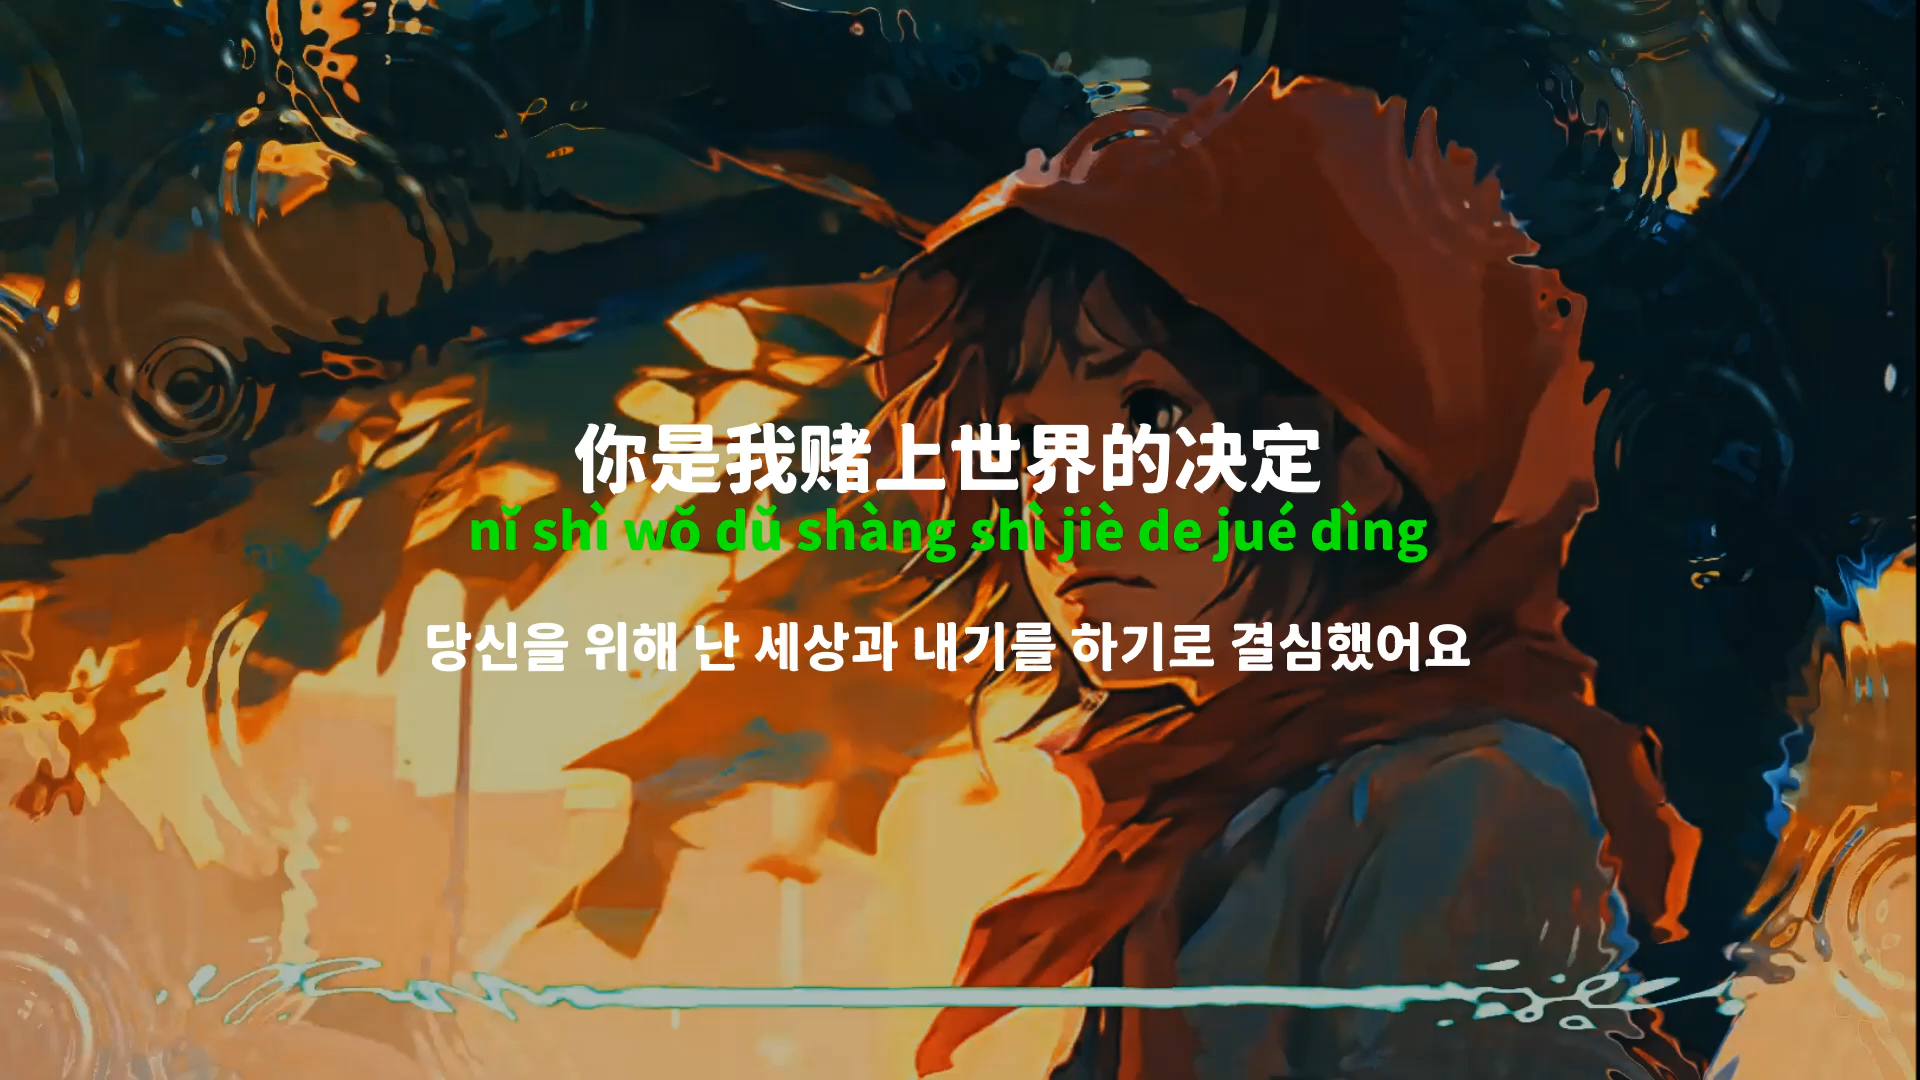 你是我赌上世界的决定
nǐ shì wǒ dǔ shàng shì jiè de jué dìng
당신을 위해 난 세상과 내기를 하기로 결심했어요